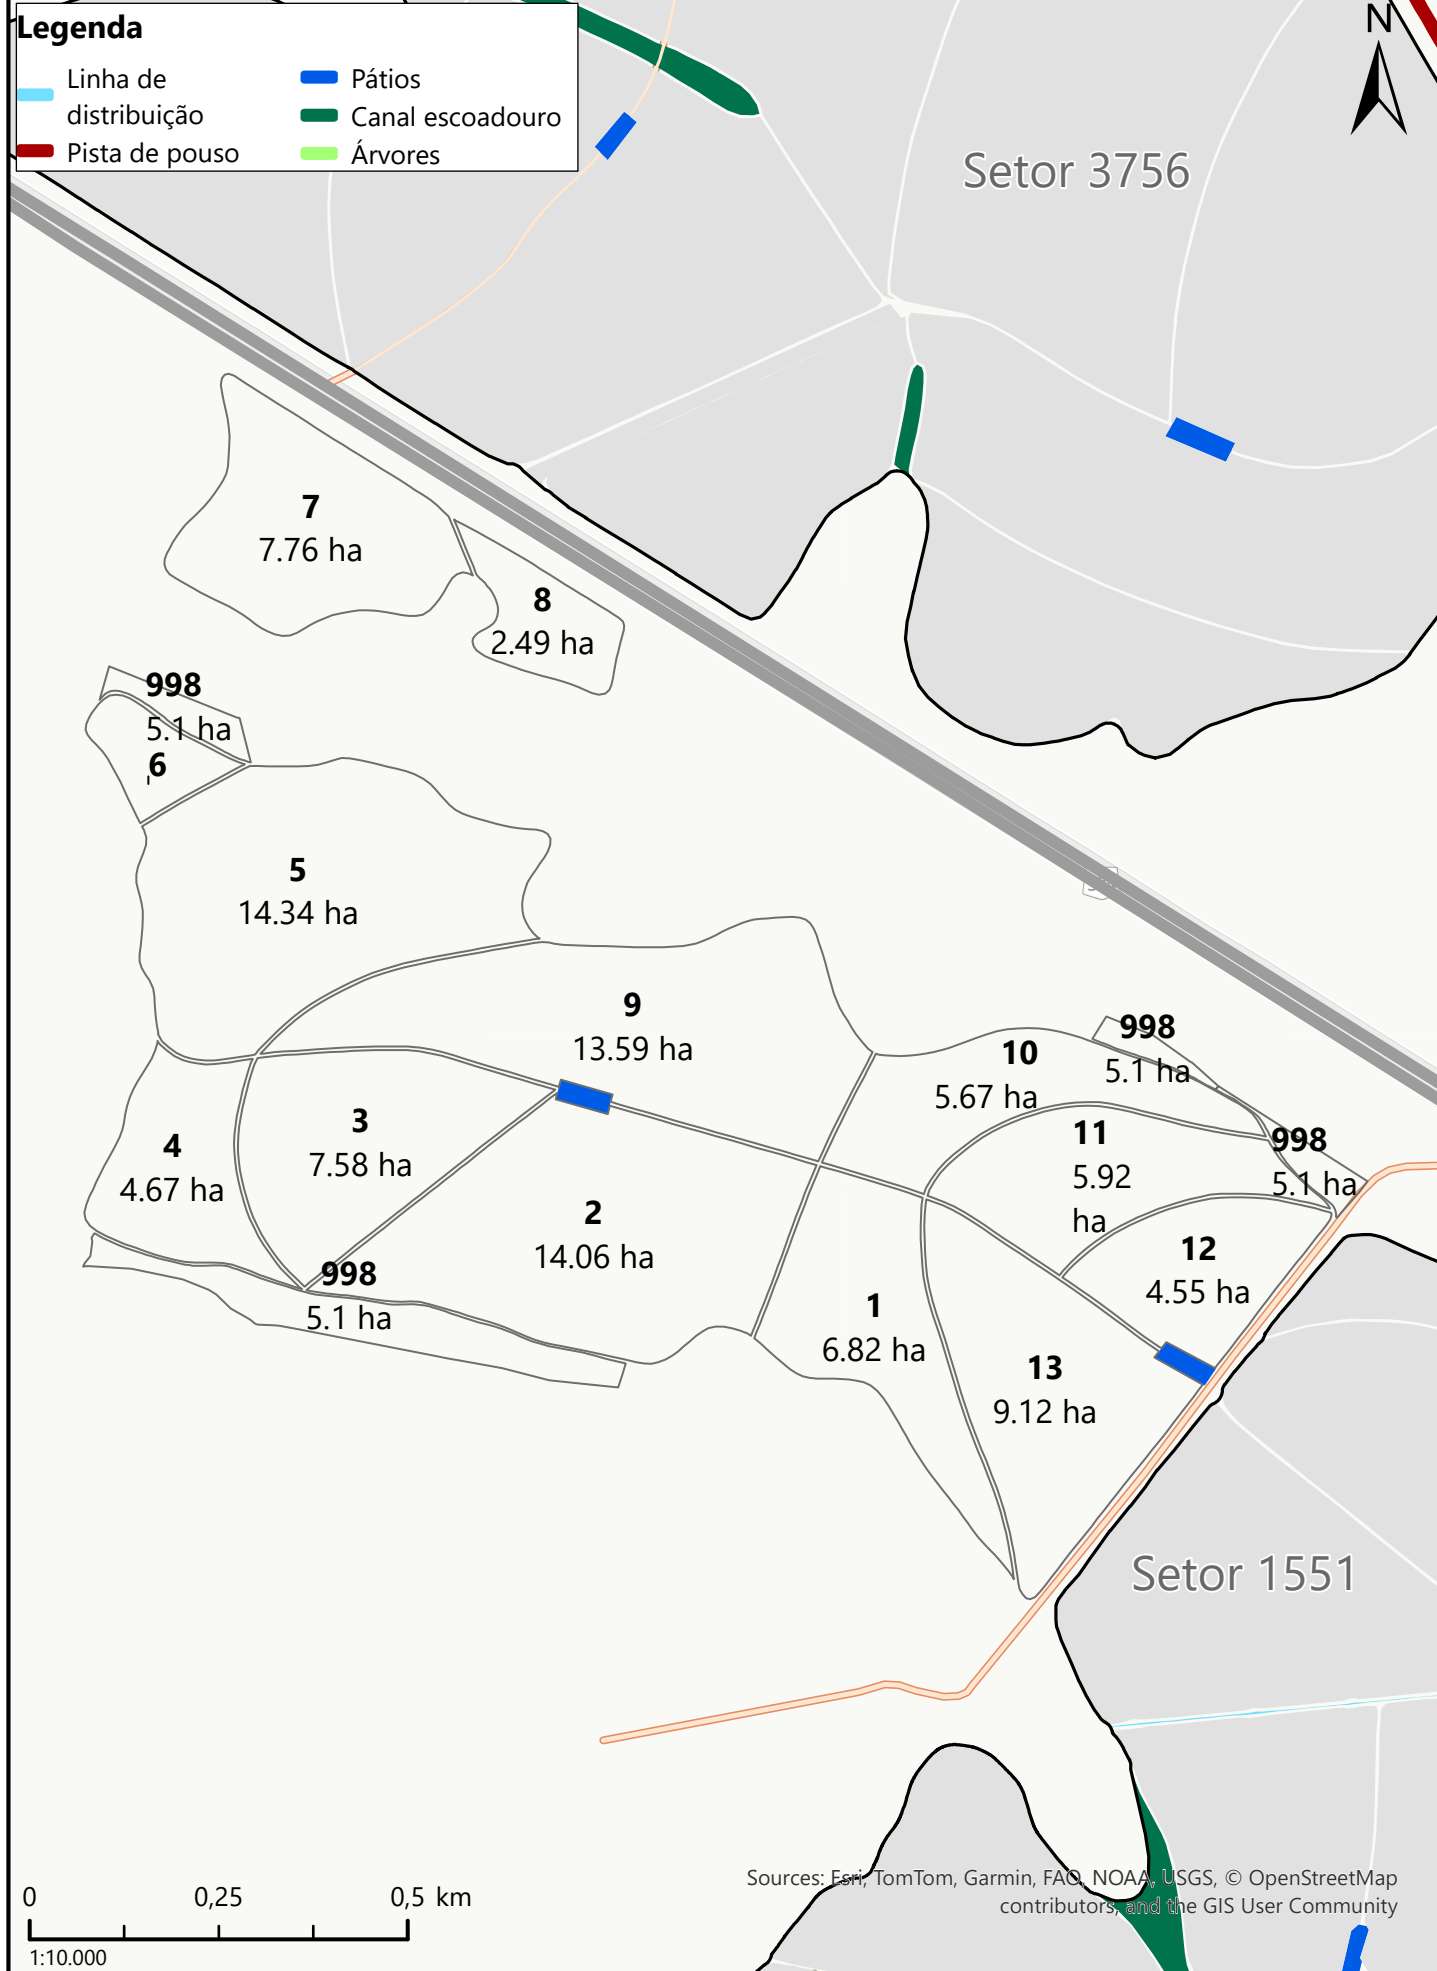 Legenda
Linha de
distribuição
Pista de pouso
Pátios
Canal escoadouro
Árvores
N
Setor 3756
7
7.76 ha
8
2.49 ha
998
5.1 ha
6
5
14.34 ha
9
13.59 ha
998
5.1 ha
10
5.67 ha
11
5.92
ha
998
5.1 ha
3
7.58 ha
4
4.67 ha
2
14.06 ha
12
4.55 ha
998
5.1 ha
1
6.82 ha
13
9.12 ha
Setor 1551
Sources: Esri, TomTom, Garmin, FAO, NOAA, USGS, © OpenStreetMap
contributors, and the GIS User Community
0 0,25 0,5 km
1:10.000